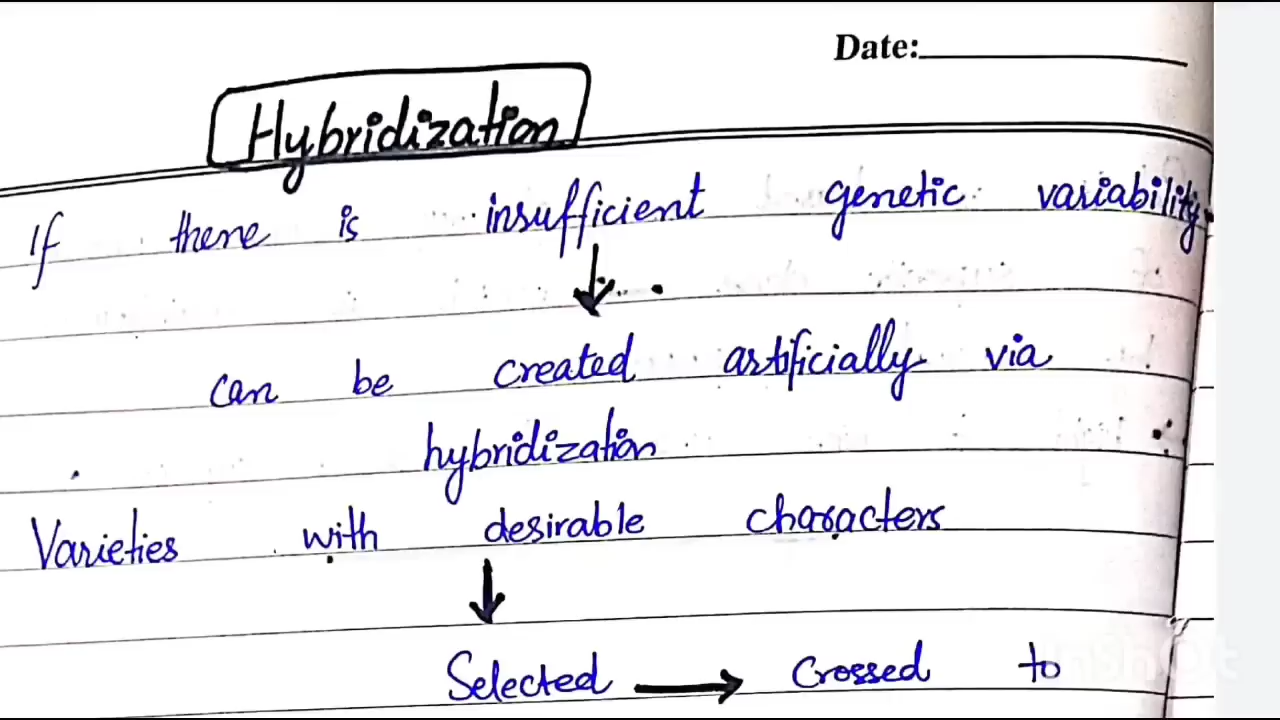 Date:
Hybridization
If there is insufficient genetic variability.
↓
can be created artificially via
hybridization
Varieties with desirable characters
↓
Selected → Crossed to